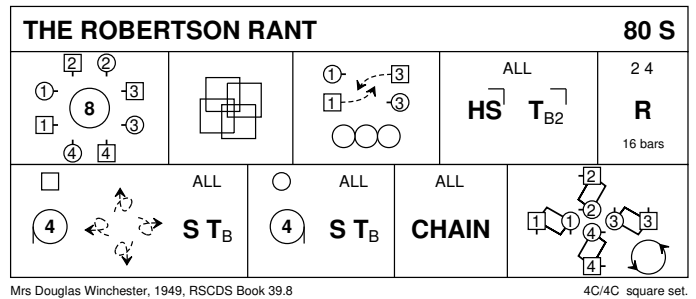 THE ROBERTSON RANT 80 S
2 2
1 3
8
1 3
4 4
1 3
1 3
ALL
HS T B2
2 4
R
16 bars
4
ALL
S T B
4
ALL
S T B
ALL
CHAIN
2
2
1 1 3 3
4
4
Mrs Douglas Winchester, 1949, RSCDS Book 39.8 4C/4C square set.